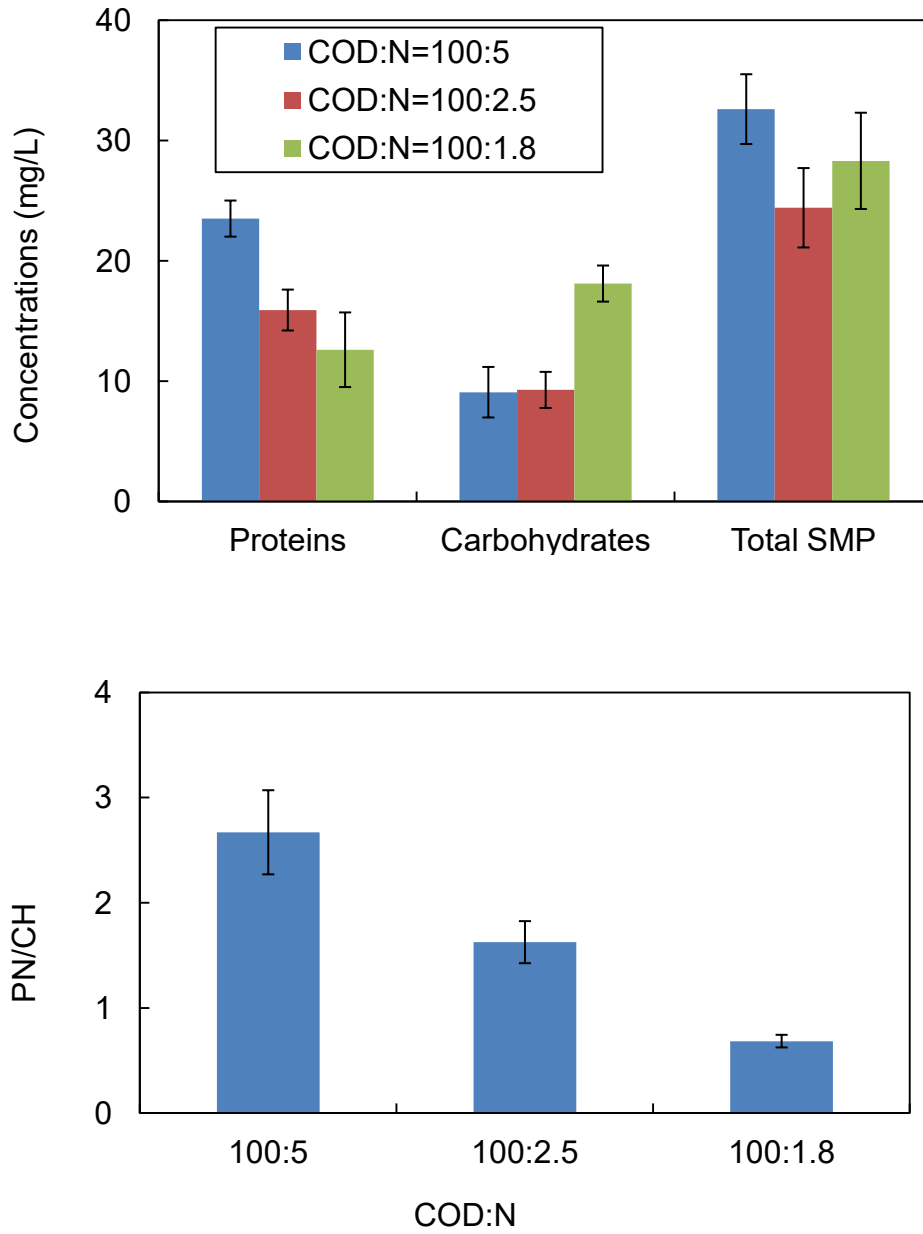 40
30
20
10
0
Concentrations (mg/L)
COD:N=100:5
COD:N=100:2.5
COD:N=100:1.8
Proteins Carbohydrates Total SMP
4
3
2
1
0
PN/CH
100:5 100:2.5 100:1.8
COD:N